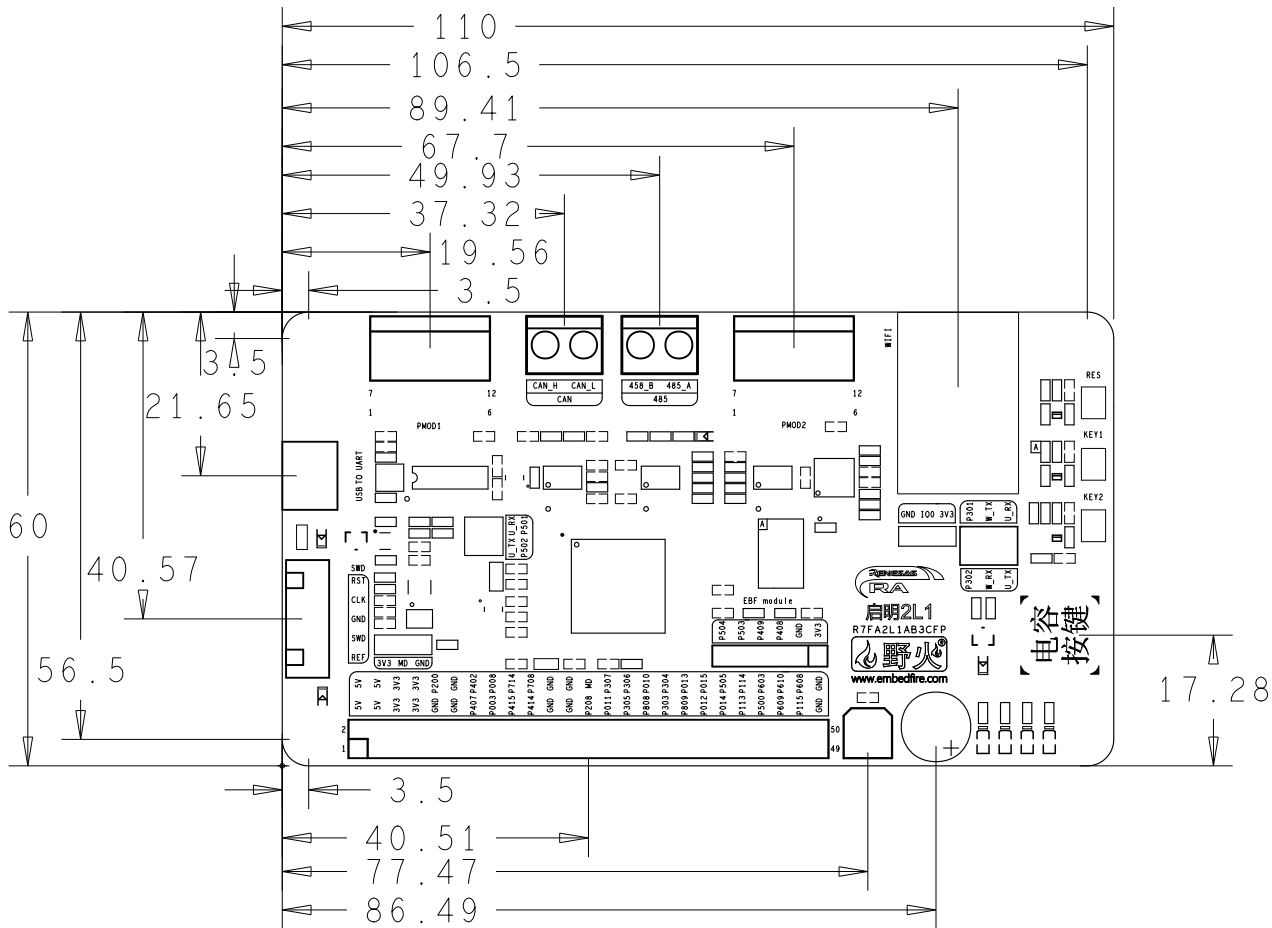 110
106.5
89.41
67.7
49.93
37.32
19.56
3.5
3.5
21.65
60
40.57
56.5
17.28
3.5
40.51
77.47
86.49
7 12
1 6
PMOD1
CAN_H CAN_L
CAN
458_B 485_A
485
7 12
1 6
PMOD2
WIFI
RES
KEY1
KEY2
A
USB TO UART
U_TX U_RX
P502 P501
A
GND IO0 3V3
P301 W_TX U_RX
P302 W_RX U_TX
SWD
RST
CLK
GND
SWD
REF
3V3 MD GND
EBF module
P504 P503 P409 P408 GND 3V3
RENESAS
RA
启明2L1
R7FA2L1AB3CFP
野火®
www.embedfire.com
电容
按键
5V 5V 3V3 3V3 P200 GND P402 P008 P714 P708 GND GND MD P307 P306 P010 P304 P013 P015 P505 P114 P603 P610 P608 GND
5V 5V 3V3 3V3 GND GND P407 P003 P415 P414 GND GND P208 P011 P305 P808 P303 P809 P012 P014 P113 P500 P609 P115 GND
2 50
1 49